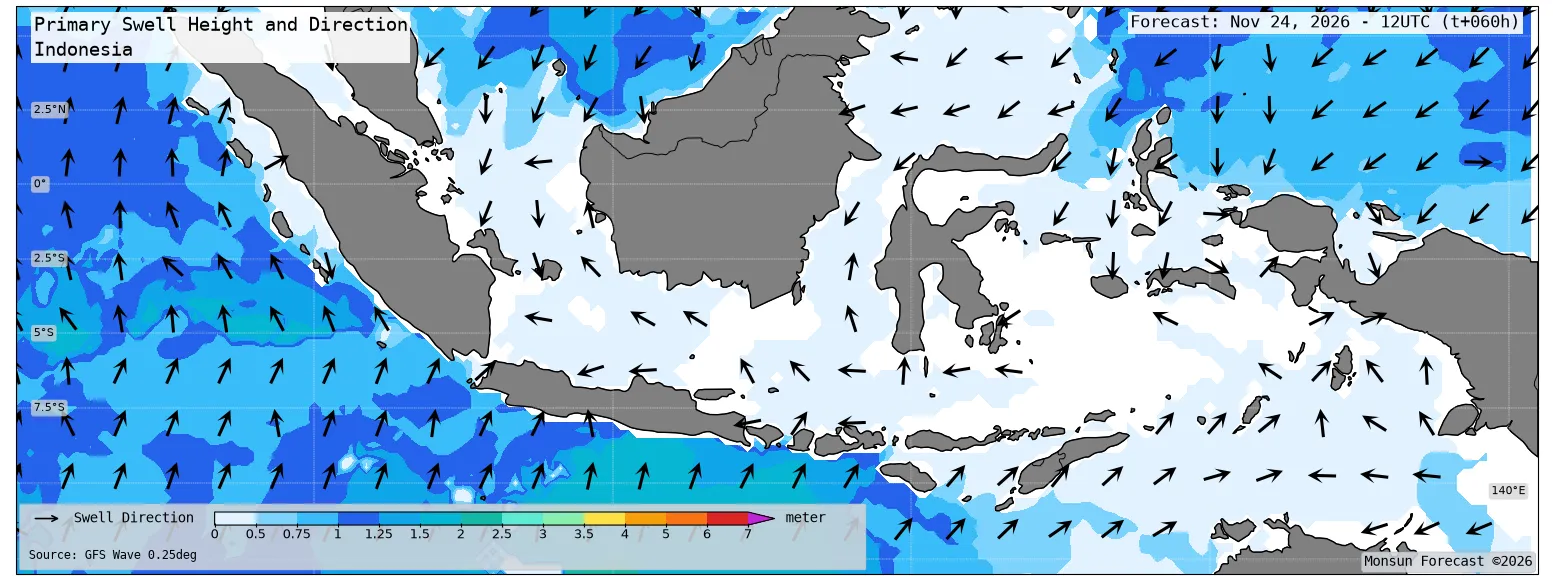 Primary Swell Height and Direction
Indonesia
Forecast: Nov 24, 2026 - 12UTC (t+060h)
2.5°N
0°
2.5°S
5°S
7.5°S
140°E
Swell Direction
0 0.5 0.75 1 1.25 1.5 2 2.5 3 3.5 4 5 6 7
meter
Source: GFS Wave 0.25deg
Monsun Forecast ©2026